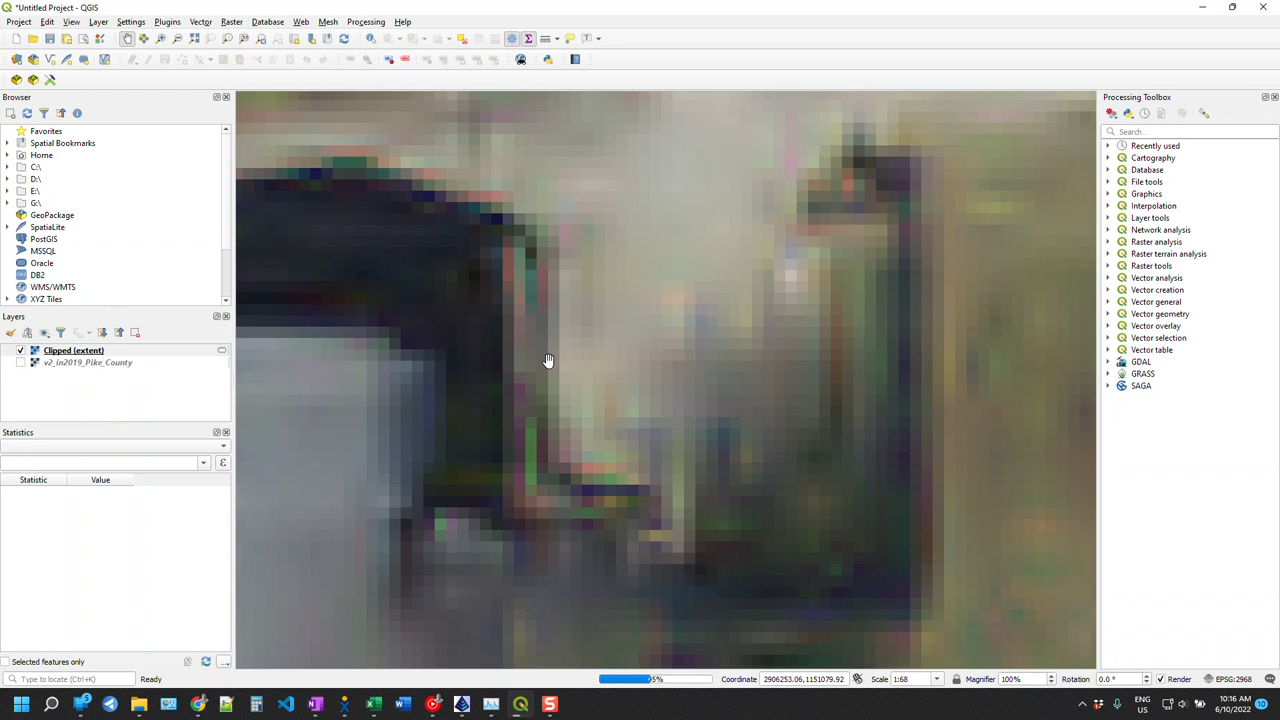 *Untitled Project - QGIS
Project Edit View Layer Settings Plugins Vector Raster Database Web Mesh Processing Help
Browser
Favorites
Spatial Bookmarks
Home
C:\
D:\
E:\
G:\
GeoPackage
SpatiaLite
PostGIS
MSSQL
Oracle
DB2
WMS/WMTS
XYZ Tiles
Layers
Clipped (extent)
v2_in2019_Pike_County
Statistics
Statistic Value
Selected features only
Processing Toolbox
Search...
Recently used
Cartography
Database
File tools
Graphics
Interpolation
Layer tools
Network analysis
Raster analysis
Raster terrain analysis
Raster tools
Vector analysis
Vector creation
Vector general
Vector geometry
Vector overlay
Vector selection
Vector table
GDAL
GRASS
SAGA
Type to locate (Ctrl+K) Ready Coordinate 2906253.06,1151079.92 Scale 1:68 Magnifier 100% Rotation 0.0 ° Render EPSG:2968
ENG
US
10:16 AM
6/10/2022